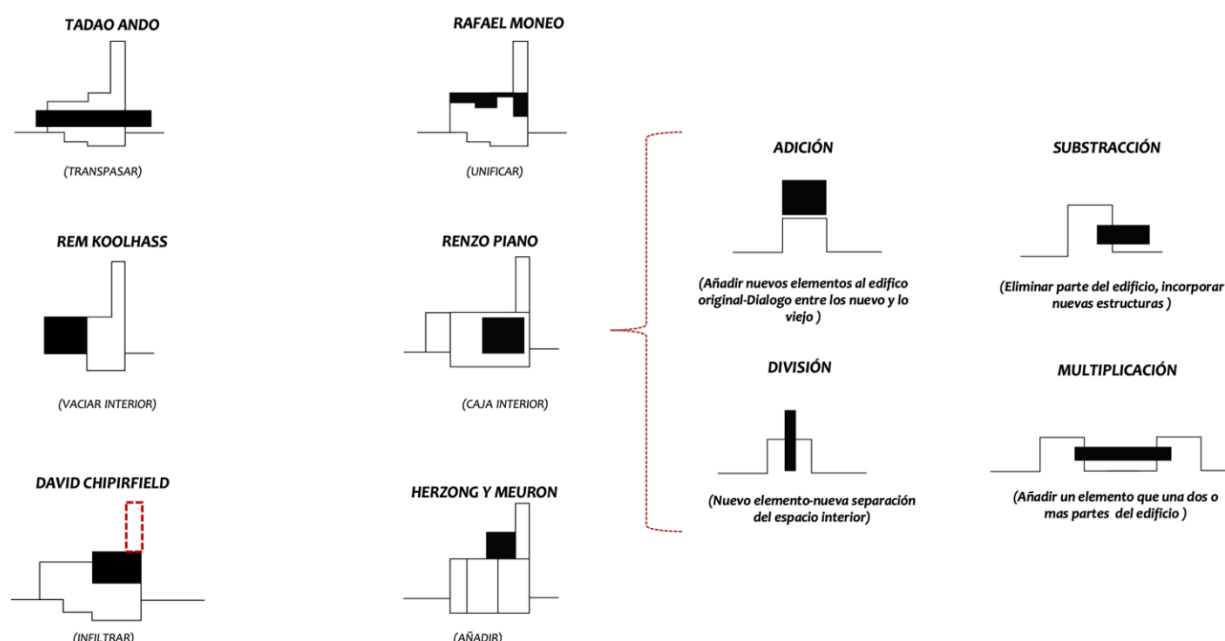 TADAO ANDO
(TRANSPASAR)
RAFAEL MONEO
(UNIFICAR)
REM KOOLHASS
(VACIAR INTERIOR)
RENZO PIANO
(CAJA INTERIOR)
DAVID CHIPIRFIELD
(INFILTRAR)
HERZONG Y MEURON
(AÑADIR)
ADICIÓN
(Añadir nuevos elementos al edifico
original-Dialogo entre los nuevo y lo
viejo )
SUBSTRACCIÓN
(Eliminar parte del edificio, incorporar
nuevas estructuras )
DIVISIÓN
(Nuevo elemento-nueva separación
del espacio interior)
MULTIPLICACIÓN
(Añadir un elemento que una dos o
mas partes del edificio )